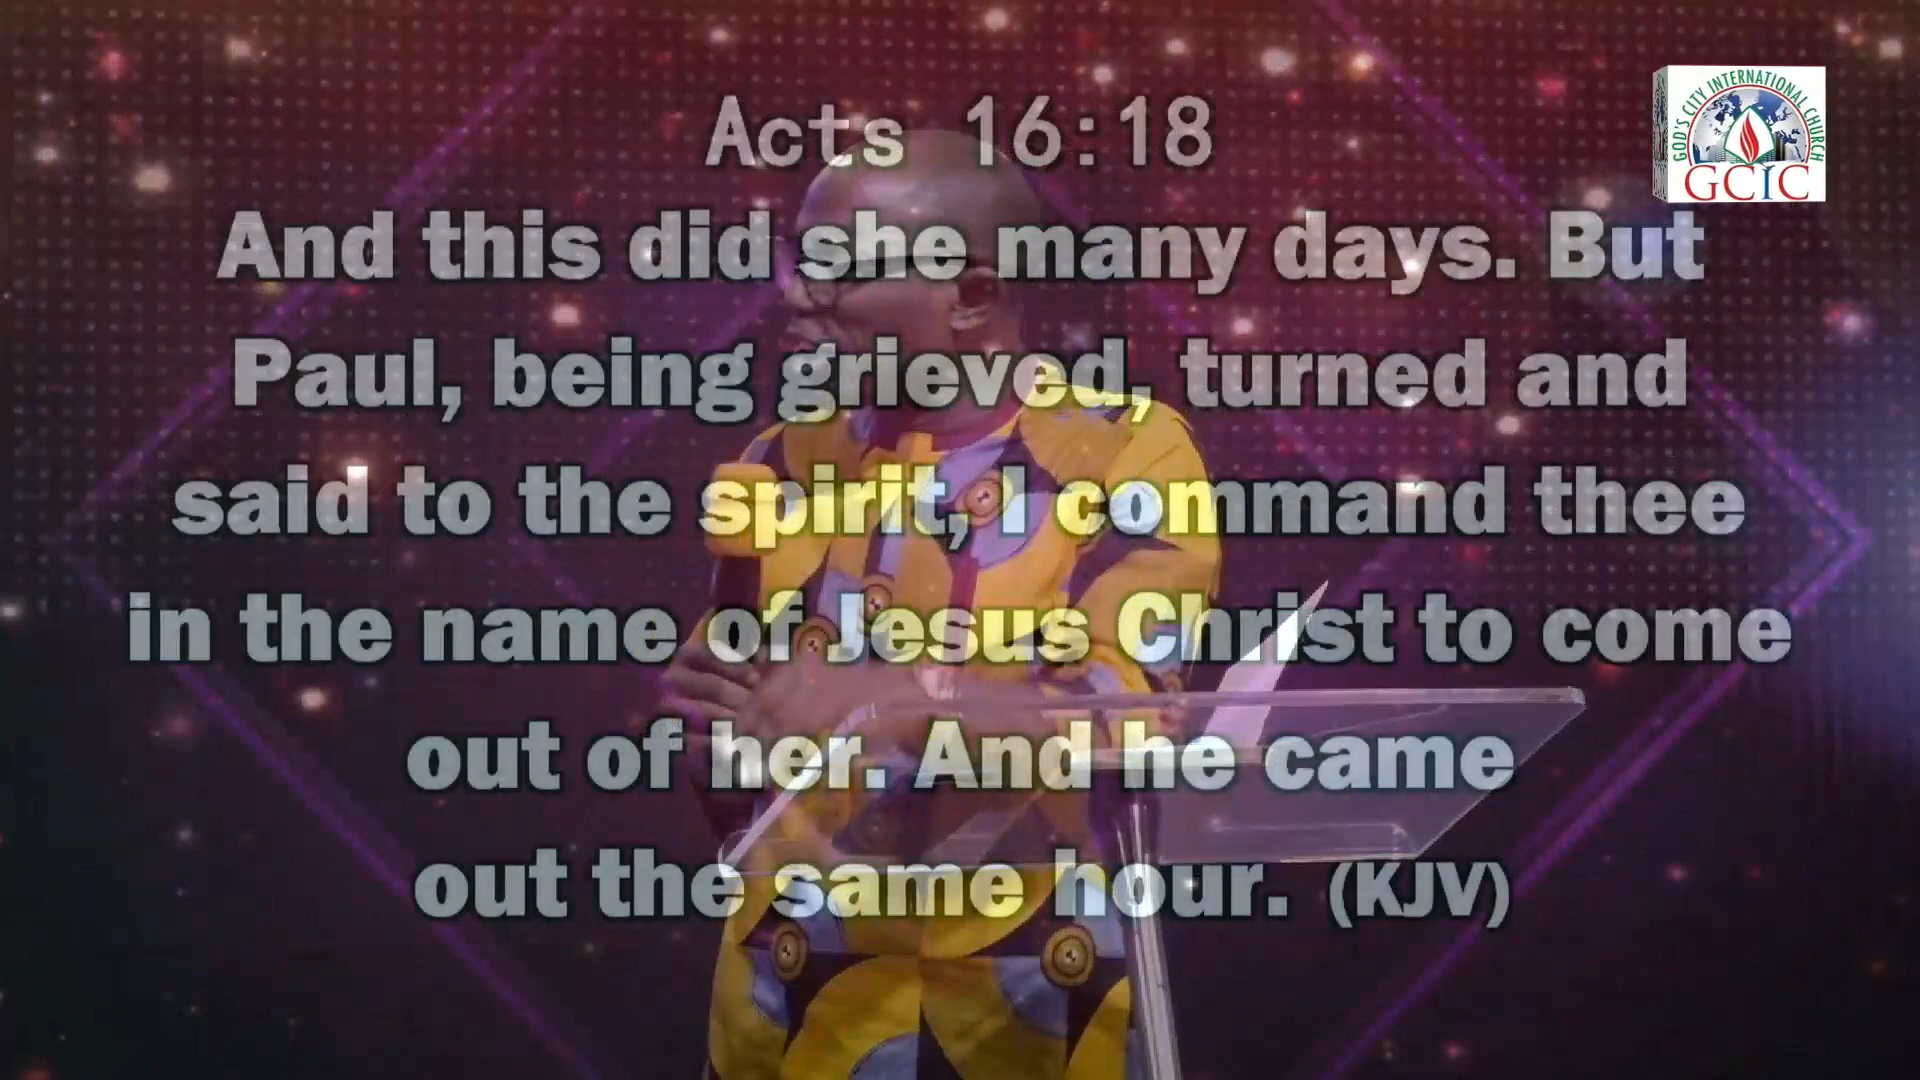 Acts 16:18
And this did she many days. But
Paul, being grieved, turned and
said to the spirit, I command thee
in the name of Jesus Christ to come
out of her. And he came
out the same hour. (KJV)
GOD'S CITY INTERNATIONAL CHURCH
GCIC